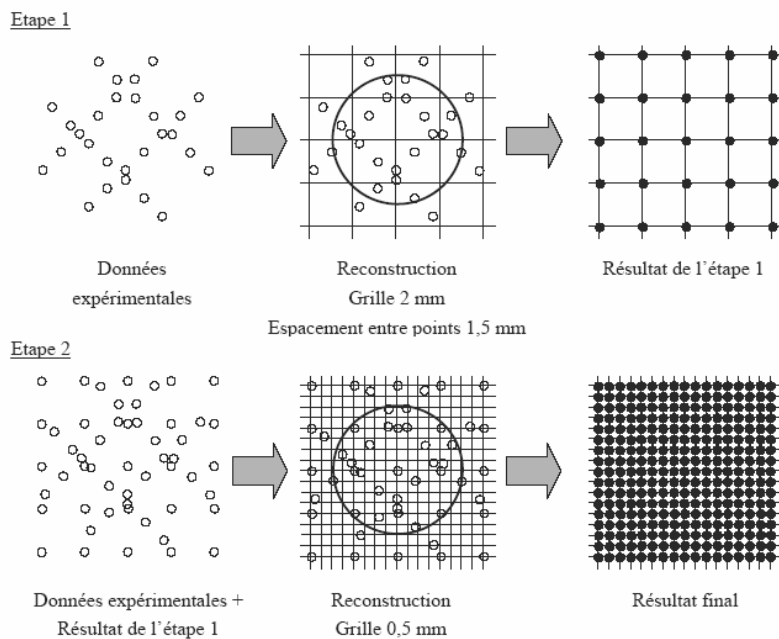 Etape 1
Données
expérimentales
Reconstruction
Grille 2 mm
Espacement entre points 1,5 mm
Résultat de l'étape 1
Etape 2
Données expérimentales +
Résultat de l'étape 1
Reconstruction
Grille 0,5 mm
Résultat final